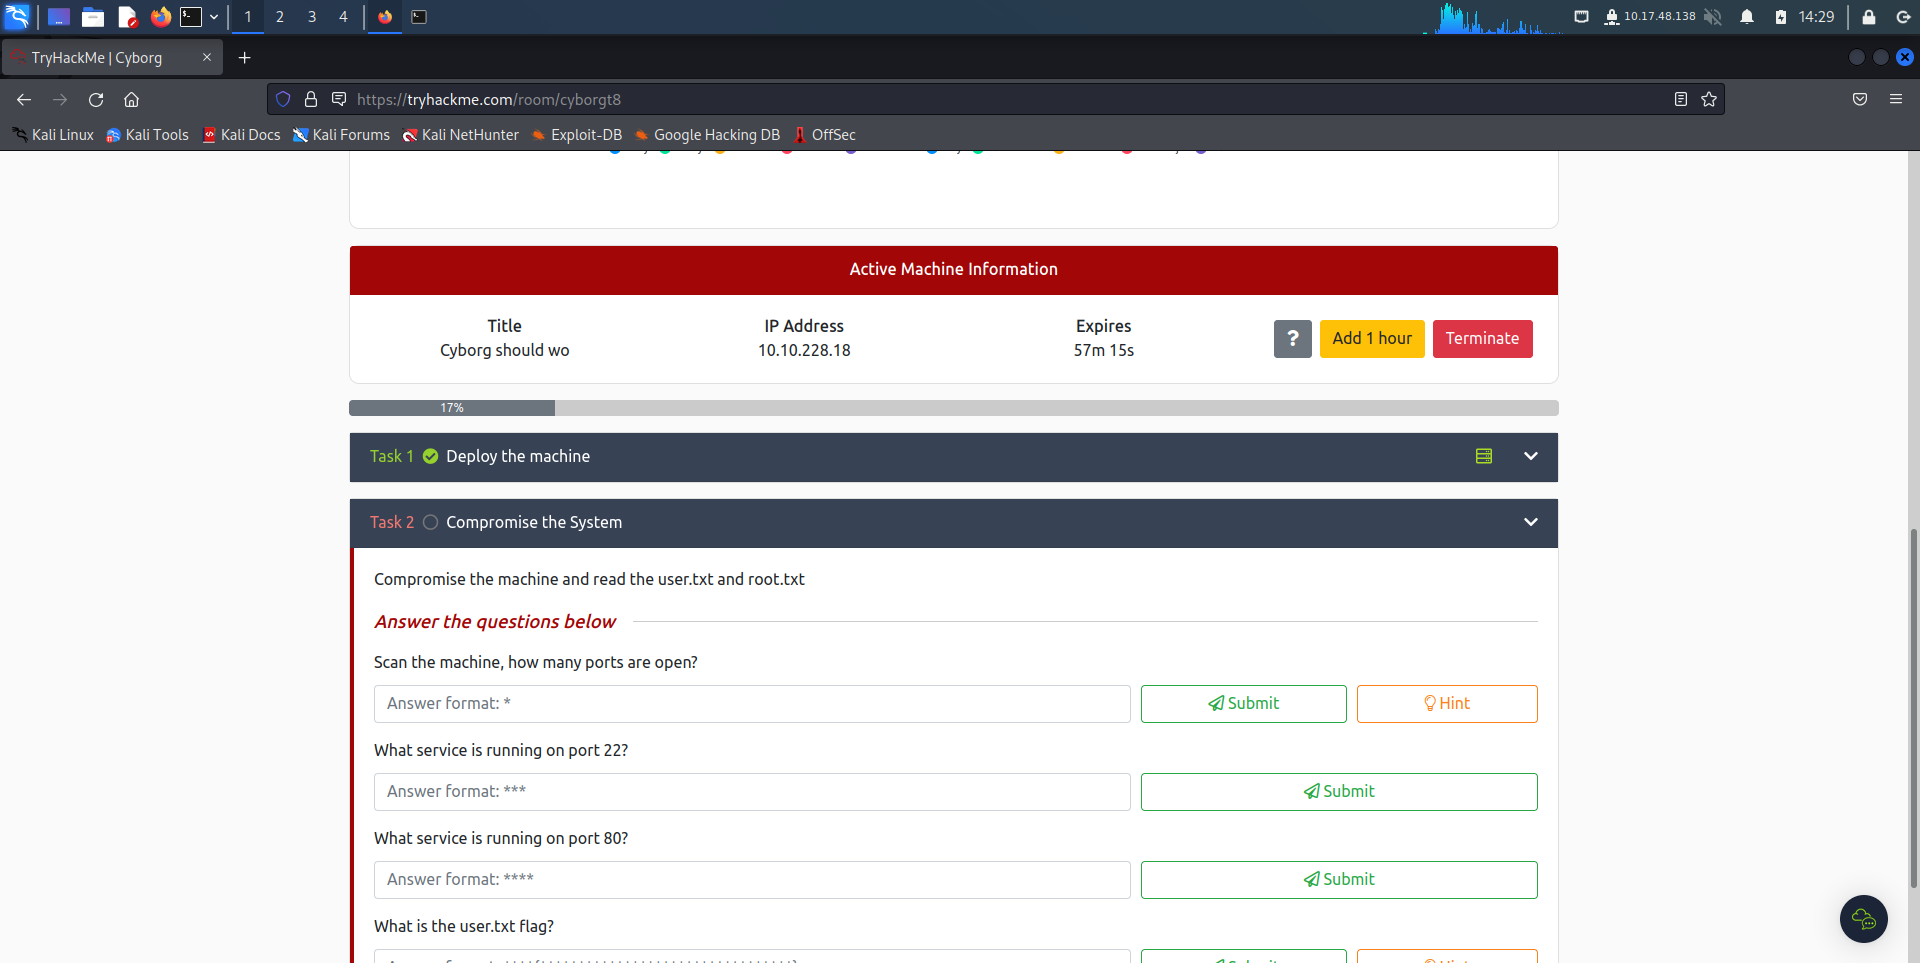 1 2 3 4 10.17.48.138 14:29
TryHackMe | Cyborg
https://tryhackme.com/room/cyborgt8
Kali Linux Kali Tools Kali Docs Kali Forums Kali NetHunter Exploit-DB Google Hacking DB OffSec
Active Machine Information
Title IP Address Expires
Cyborg should wo 10.10.228.18 57m 15s ? Add 1 hour Terminate
17%
Task 1 Deploy the machine
Task 2 Compromise the System
Compromise the machine and read the user.txt and root.txt
Answer the questions below
Scan the machine, how many ports are open?
Answer format: * Submit Hint
What service is running on port 22?
Answer format: *** Submit
What service is running on port 80?
Answer format: **** Submit
What is the user.txt flag?